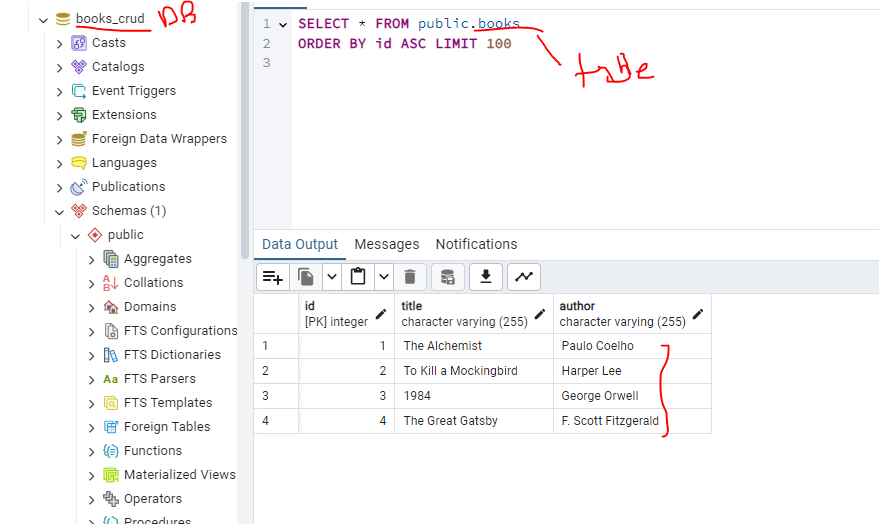 books_crud DB
Casts
Catalogs
Event Triggers
Extensions
Foreign Data Wrappers
Languages
Publications
Schemas (1)
public
Aggregates
Collations
Domains
FTS Configurations
FTS Dictionaries
FTS Parsers
FTS Templates
Foreign Tables
Functions
Materialized Views
Operators
Procedures
1 SELECT * FROM public.books
2 ORDER BY id ASC LIMIT 100
3
table
Data Output Messages Notifications
id title author
[PK] integer character varying (255) character varying (255)
1 1 The Alchemist Paulo Coelho
2 2 To Kill a Mockingbird Harper Lee
3 3 1984 George Orwell
4 4 The Great Gatsby F. Scott Fitzgerald